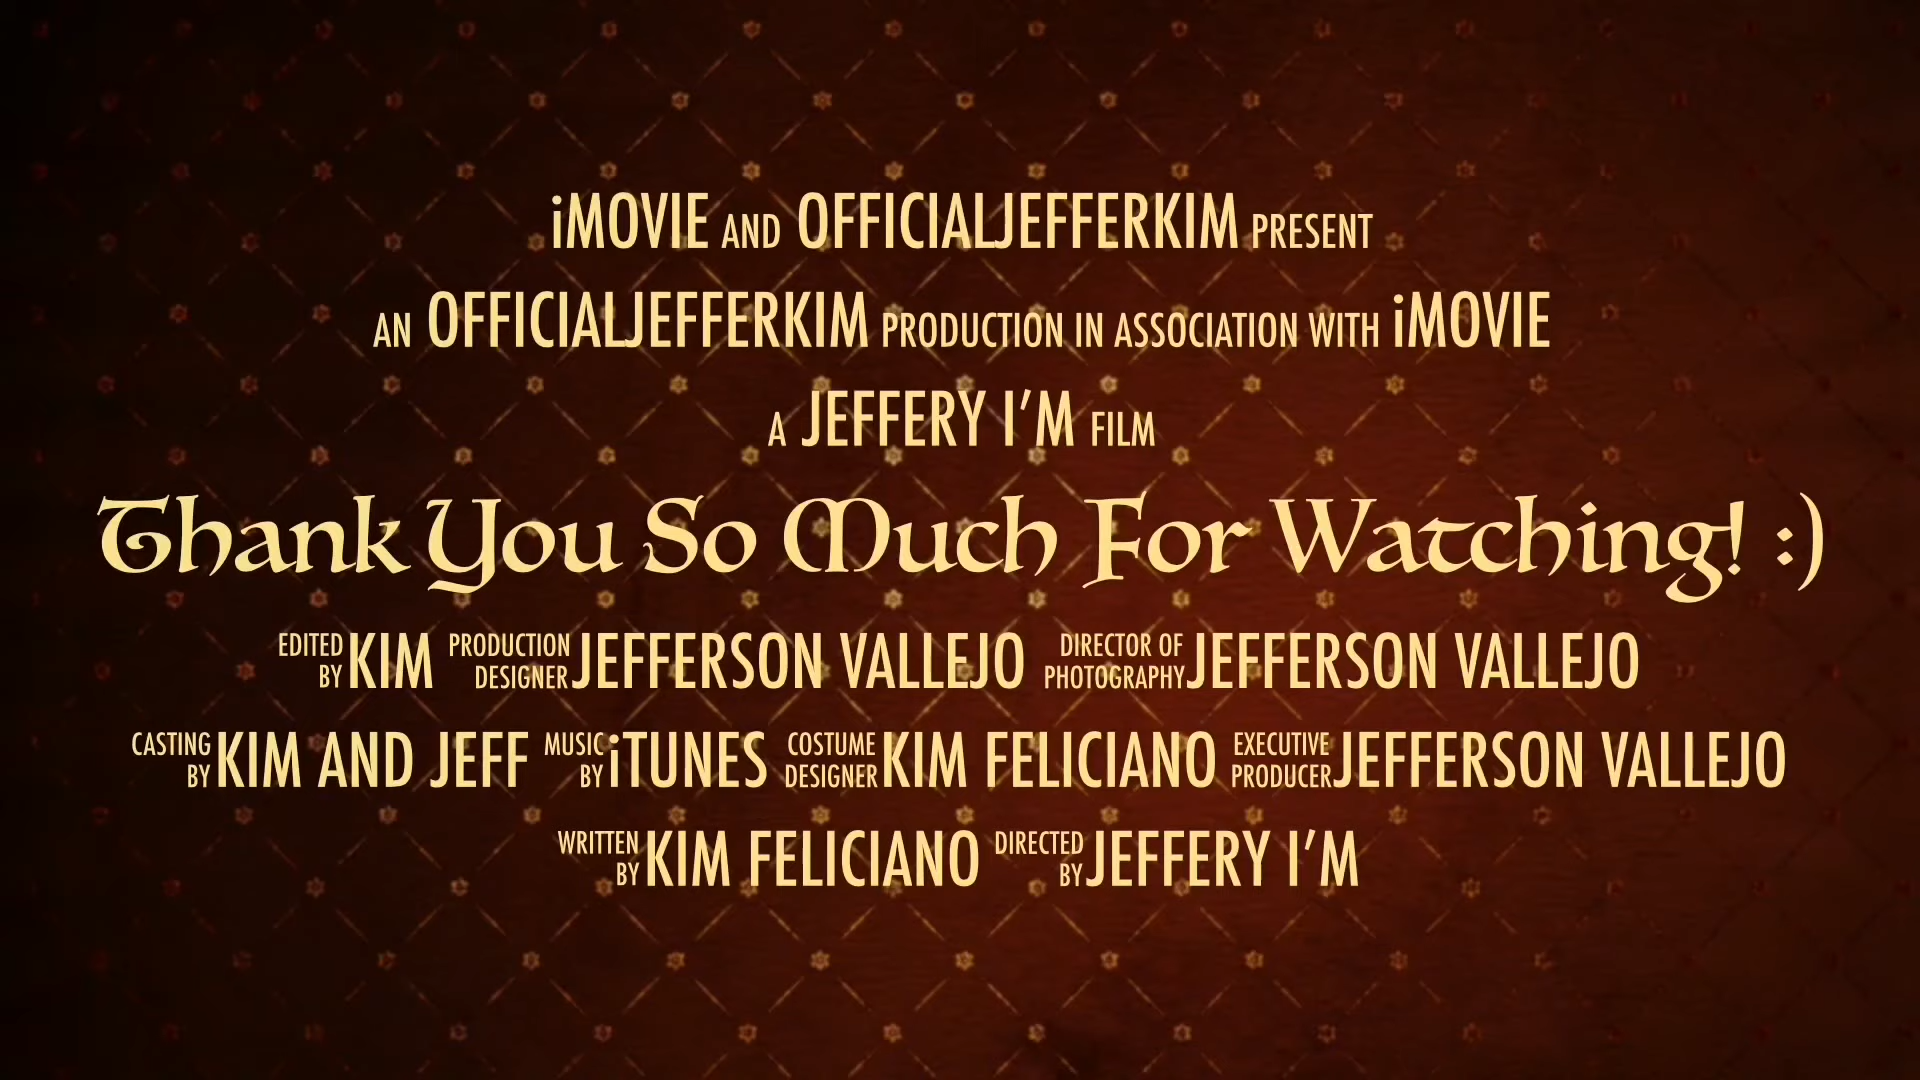 iMOVIE AND OFFICIALJEFFERKIM PRESENT
AN OFFICIALJEFFERKIM PRODUCTION IN ASSOCIATION WITH iMOVIE
A JEFFERY I'M FILM
Thank You So Much For Watching! :)
EDITED BY KIM PRODUCTION DESIGNER JEFFERSON VALLEJO DIRECTOR OF PHOTOGRAPHY JEFFERSON VALLEJO
CASTING BY KIM AND JEFF MUSIC BY iTUNES COSTUME DESIGNER KIM FELICIANO EXECUTIVE PRODUCER JEFFERSON VALLEJO
WRITTEN BY KIM FELICIANO DIRECTED BY JEFFERY I'M